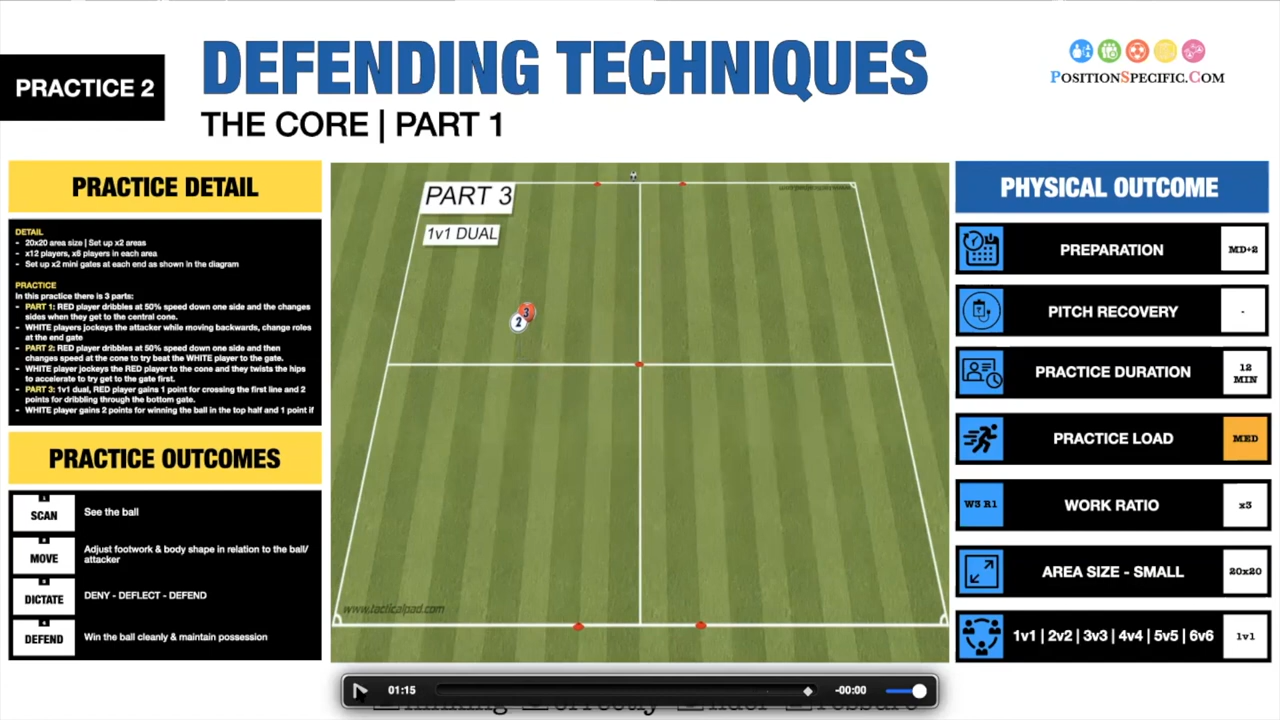 PRACTICE 2
DEFENDING TECHNIQUES
THE CORE | PART 1
POSITIONSPECIFIC.COM
PRACTICE DETAIL
DETAIL
- 20x20 area size | Set up x2 areas
- x12 players, x6 players in each area
- Set up x2 mini gates at each end as shown in the diagram
PRACTICE
In this practice there is 3 parts:
- PART 1: RED player dribbles at 50% speed down one side and the changes
sides when they get to the central cone.
- WHITE players jockeys the attacker while moving backwards, change roles
at the end gate
- PART 2: RED player dribbles at 50% speed down one side and then
changes speed at the cone to try beat the WHITE player to the gate.
- WHITE player jockeys the RED player to the cone and they twists the hips
to accelerate to try get to the gate first.
- PART 3: 1v1 dual, RED player gains 1 point for crossing the first line and 2
points for dribbling through the bottom gate.
- WHITE player gains 2 points for winning the ball in the top half and 1 point if
PRACTICE OUTCOMES
SCAN
See the ball
MOVE
Adjust footwork & body shape in relation to the ball/
attacker
DICTATE
DENY - DEFLECT - DEFEND
DEFEND
Win the ball cleanly & maintain possession
PART 3
1v1 DUAL
3
2
www.tacticalpad.com
01:15
-00:00
PHYSICAL OUTCOME
PREPARATION
MD+2
PITCH RECOVERY
-
PRACTICE DURATION
12
MIN
PRACTICE LOAD
MED
W3 R1
WORK RATIO
x3
AREA SIZE - SMALL
20x20
1v1 | 2v2 | 3v3 | 4v4 | 5v5 | 6v6
1v1